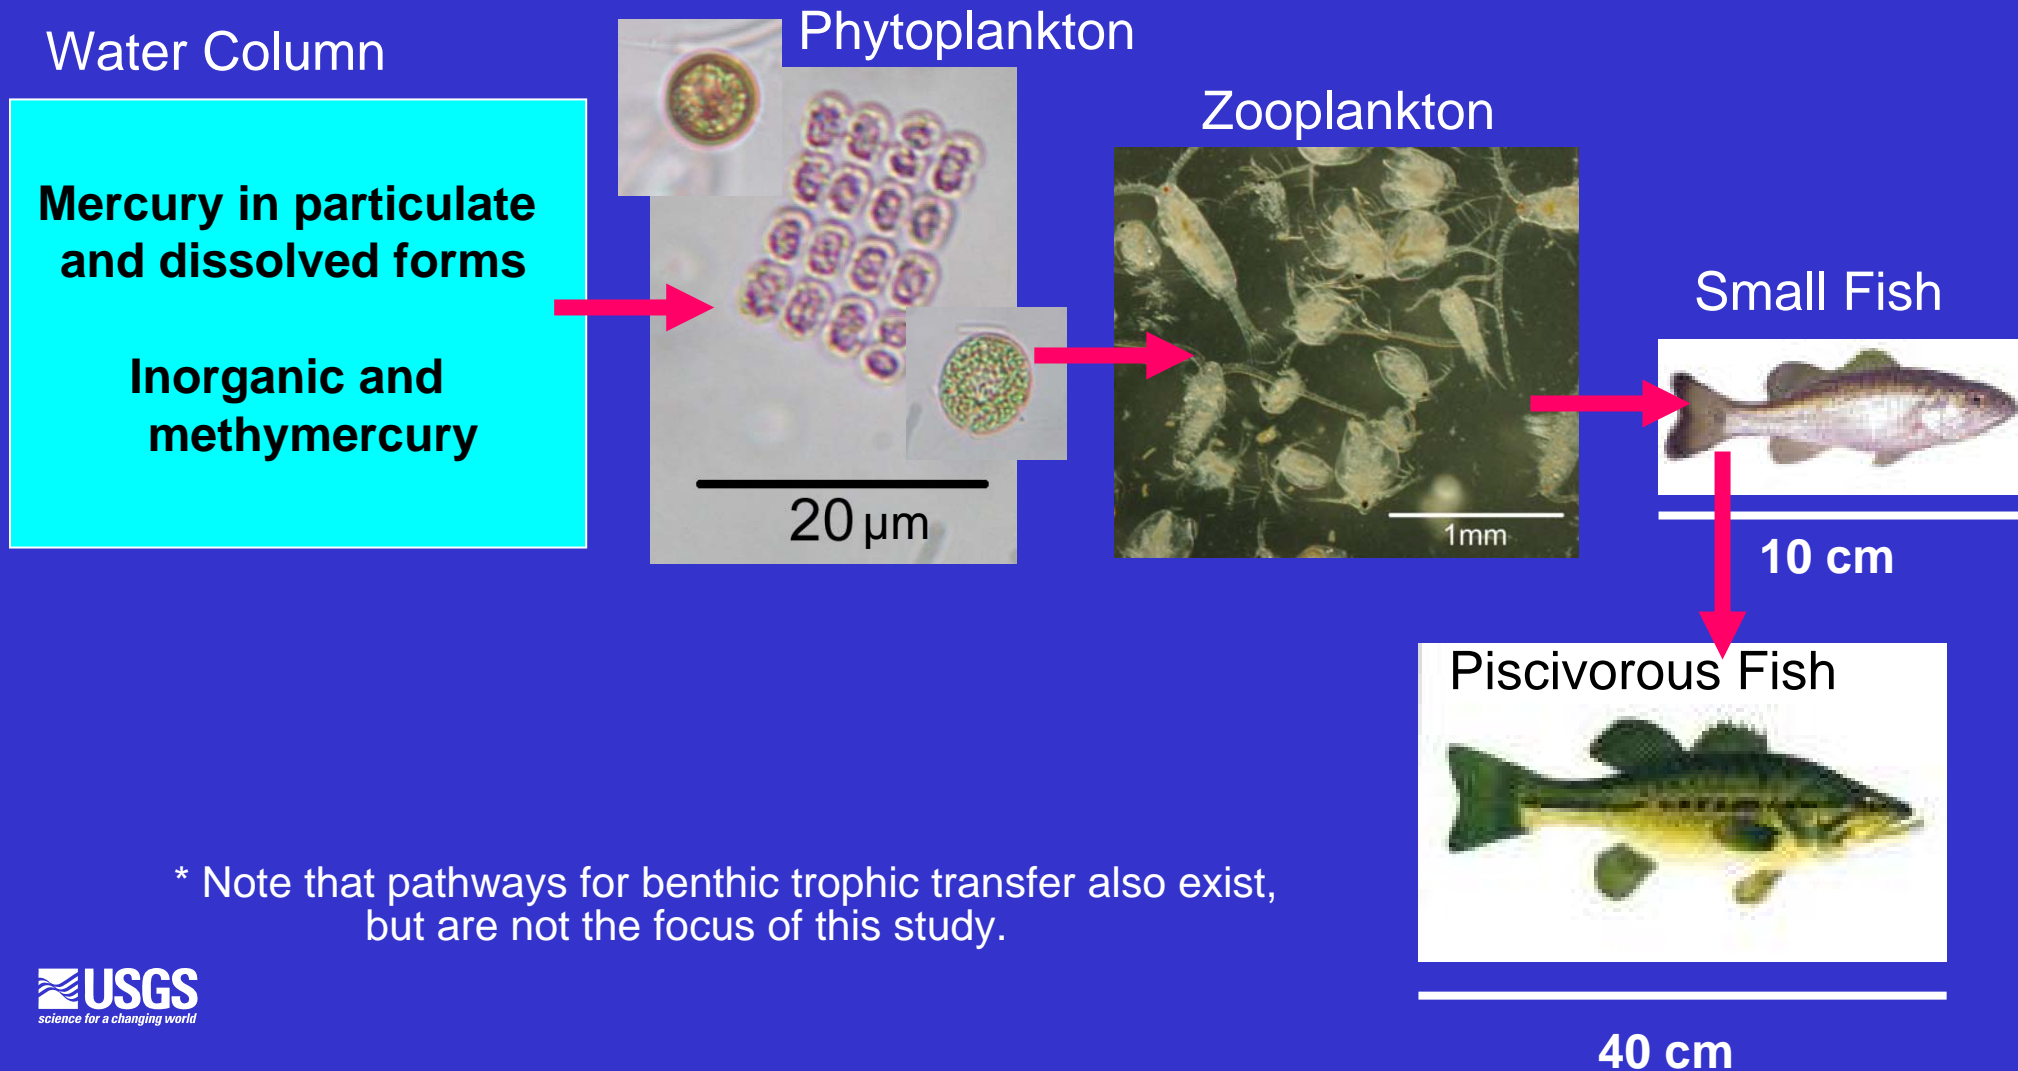 Water Column
Mercury in particulate
and dissolved forms
Inorganic and
methymercury
Phytoplankton
20 µm
Zooplankton
1mm
Small Fish
10 cm
Piscivorous Fish
40 cm
* Note that pathways for benthic trophic transfer also exist,
but are not the focus of this study.
USGS
science for a changing world